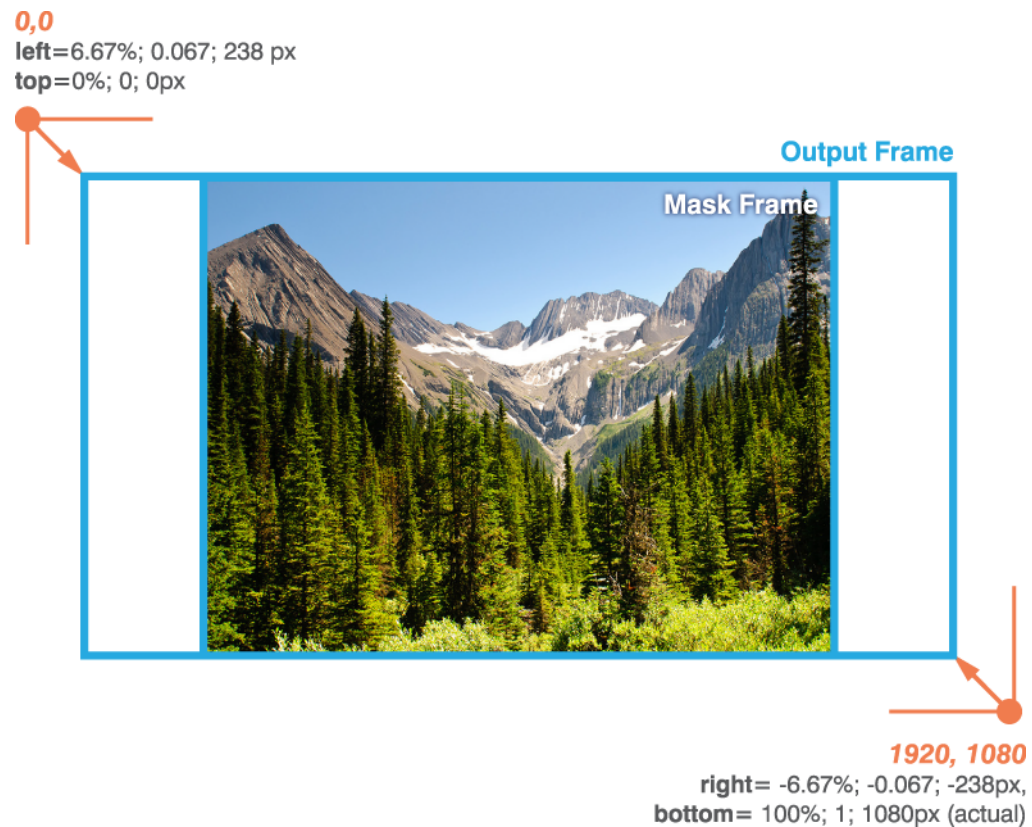 0,0
left=6.67%; 0.067; 238 px
top=0%; 0; 0px
Output Frame
Mask Frame
1920, 1080
right= -6.67%; -0.067; -238px,
bottom= 100%; 1; 1080px (actual)